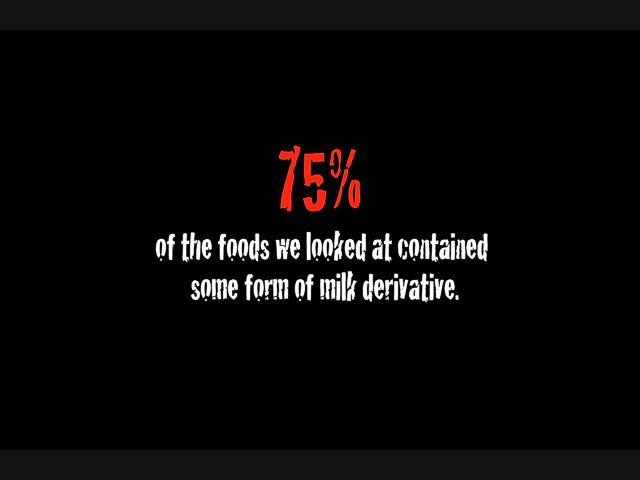 75%
of the foods we looked at contained
some form of milk derivative.